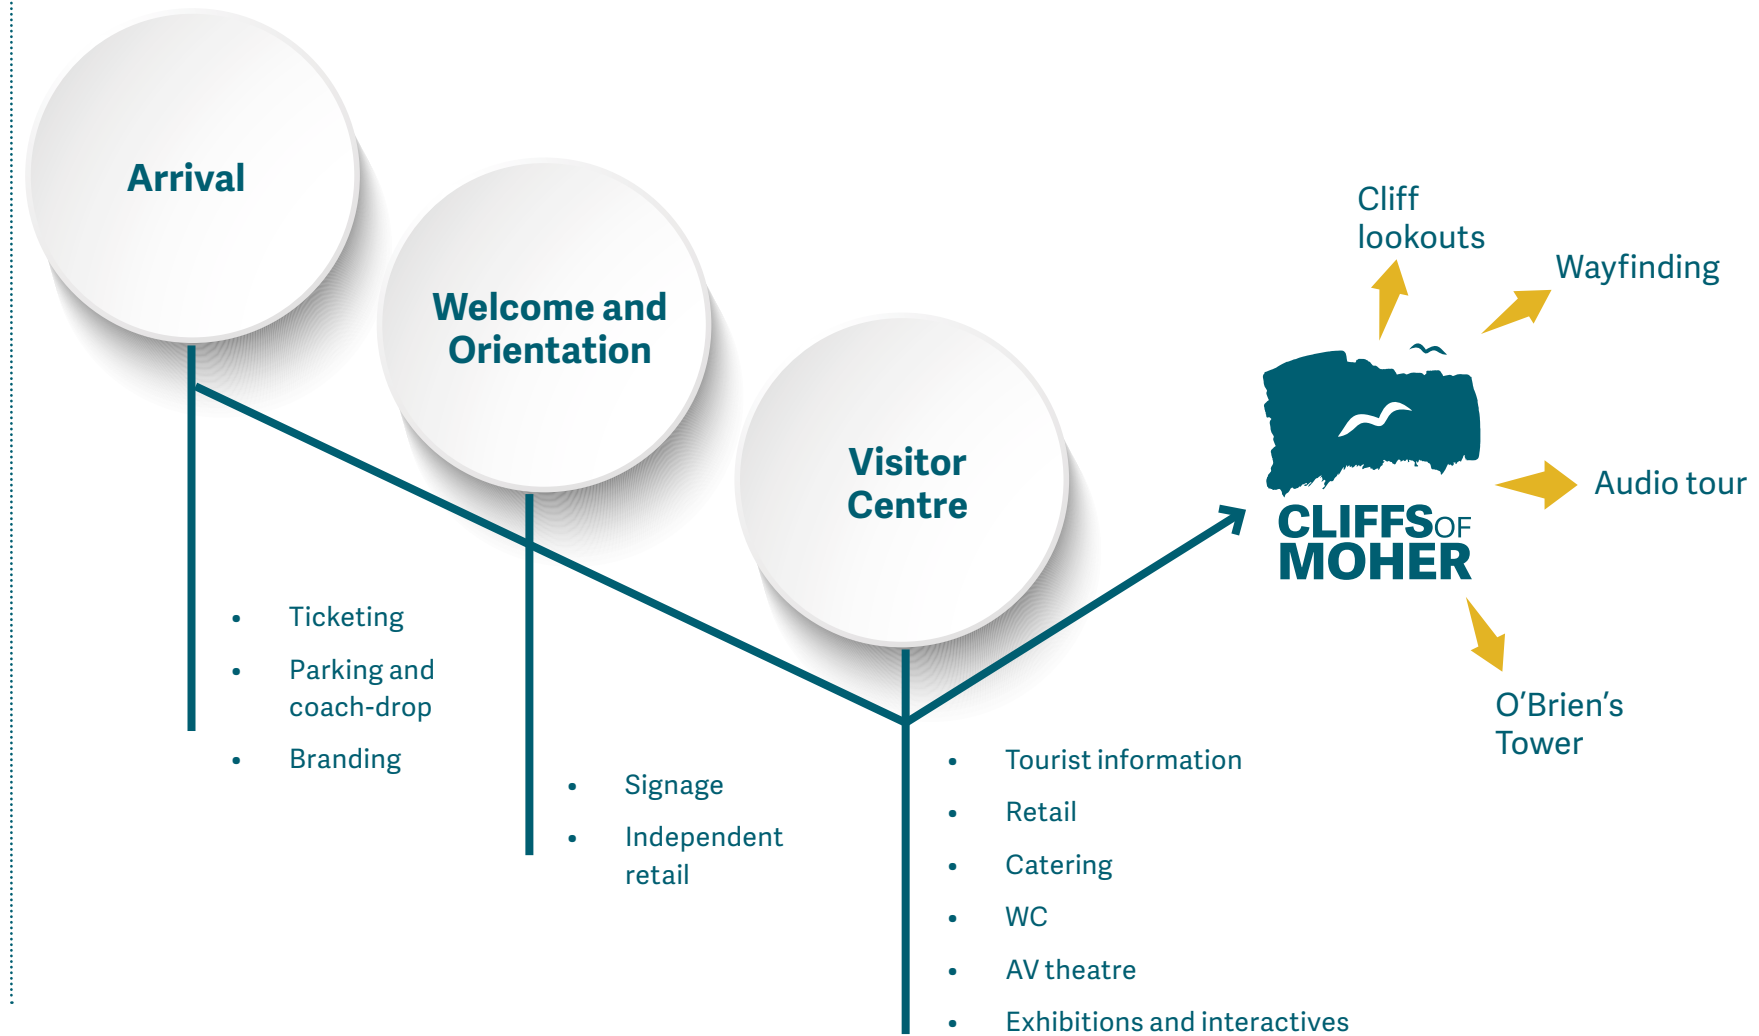 Arrival
Welcome and
Orientation
Visitor
Centre
• Ticketing
• Parking and
coach-drop
• Branding
• Signage
• Independent
retail
• Tourist information
• Retail
• Catering
• WC
• AV theatre
• Exhibitions and interactives
Cliff
lookouts
Wayfinding
Audio tour
CLIFFS OF
MOHER
O’Brien’s
Tower